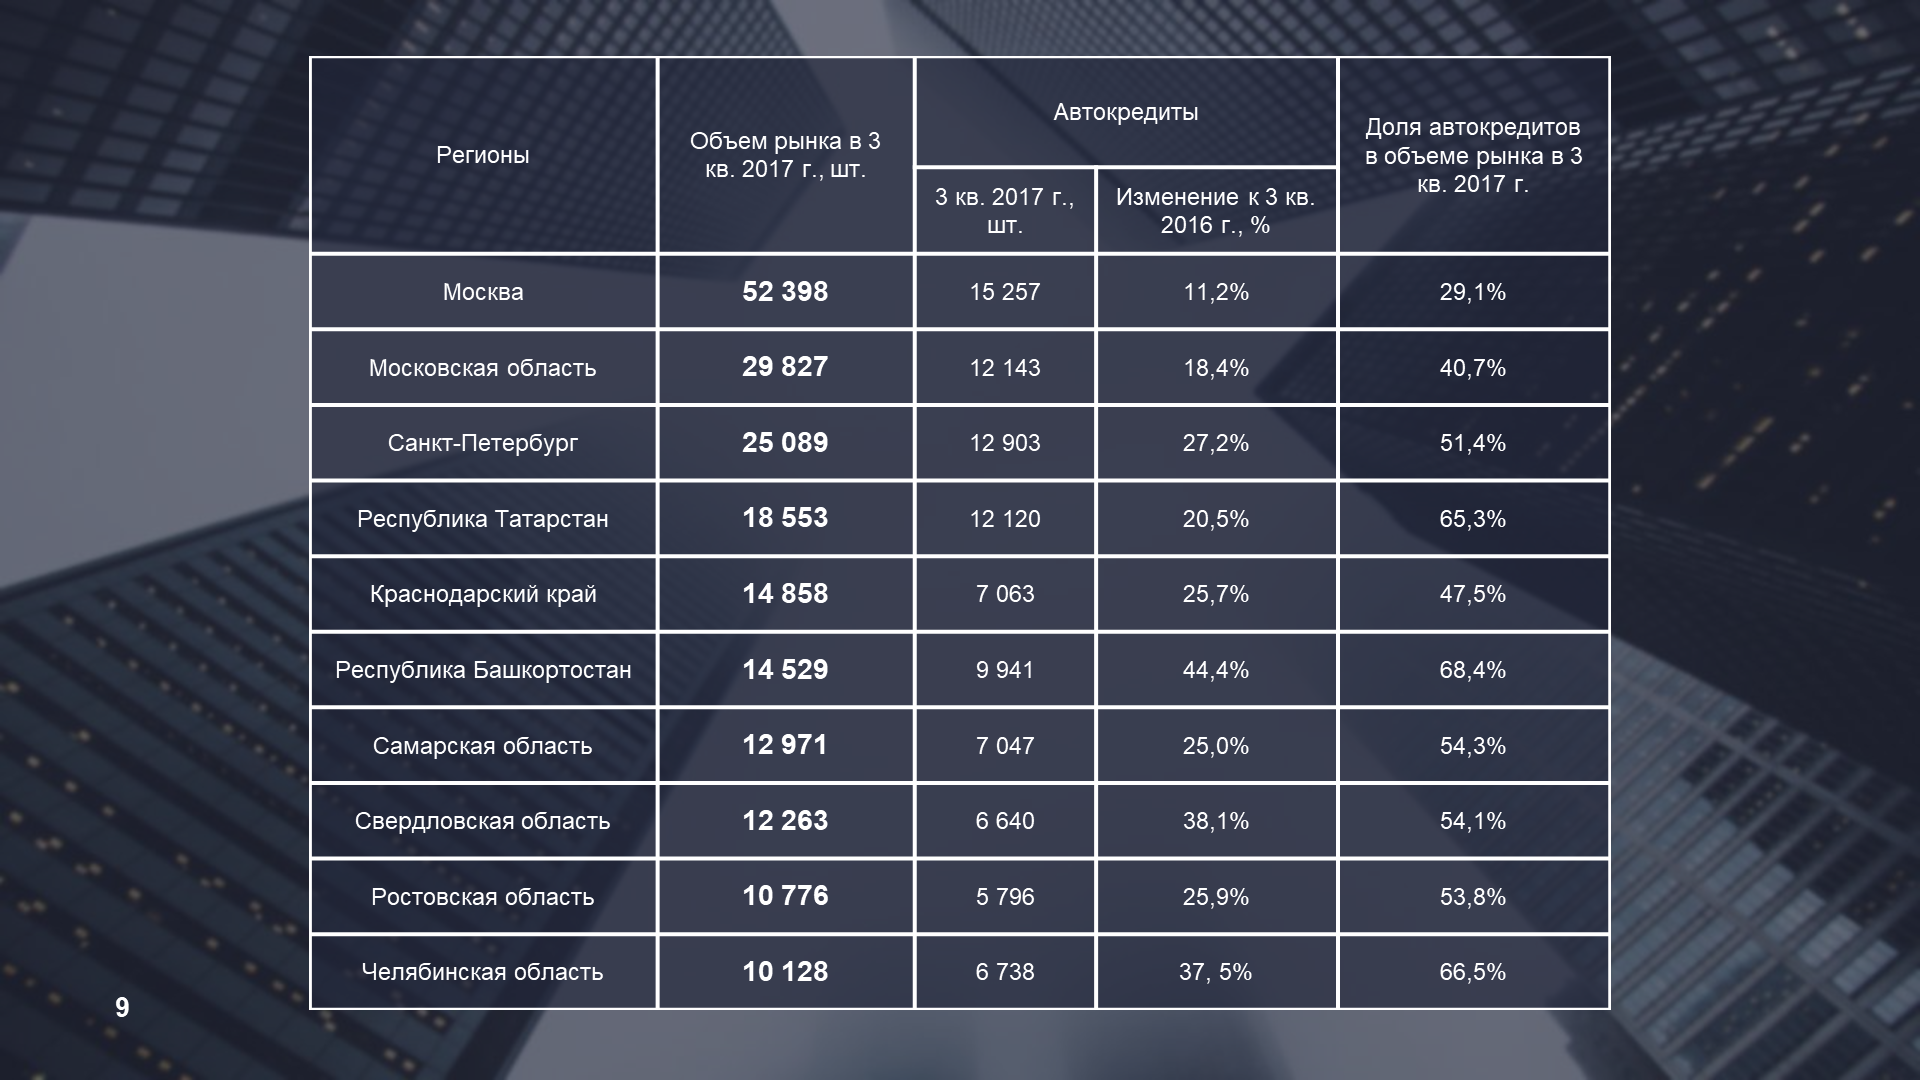 Регионы
Объем рынка в 3
кв. 2017 г., шт.
Автокредиты
Доля автокредитов
в объеме рынка в 3
кв. 2017 г.
3 кв. 2017 г.,
шт.
Изменение к 3 кв.
2016 г., %
Москва 52 398 15 257 11,2% 29,1%
Московская область 29 827 12 143 18,4% 40,7%
Санкт-Петербург 25 089 12 903 27,2% 51,4%
Республика Татарстан 18 553 12 120 20,5% 65,3%
Краснодарский край 14 858 7 063 25,7% 47,5%
Республика Башкортостан 14 529 9 941 44,4% 68,4%
Самарская область 12 971 7 047 25,0% 54,3%
Свердловская область 12 263 6 640 38,1% 54,1%
Ростовская область 10 776 5 796 25,9% 53,8%
Челябинская область 10 128 6 738 37, 5% 66,5%
9